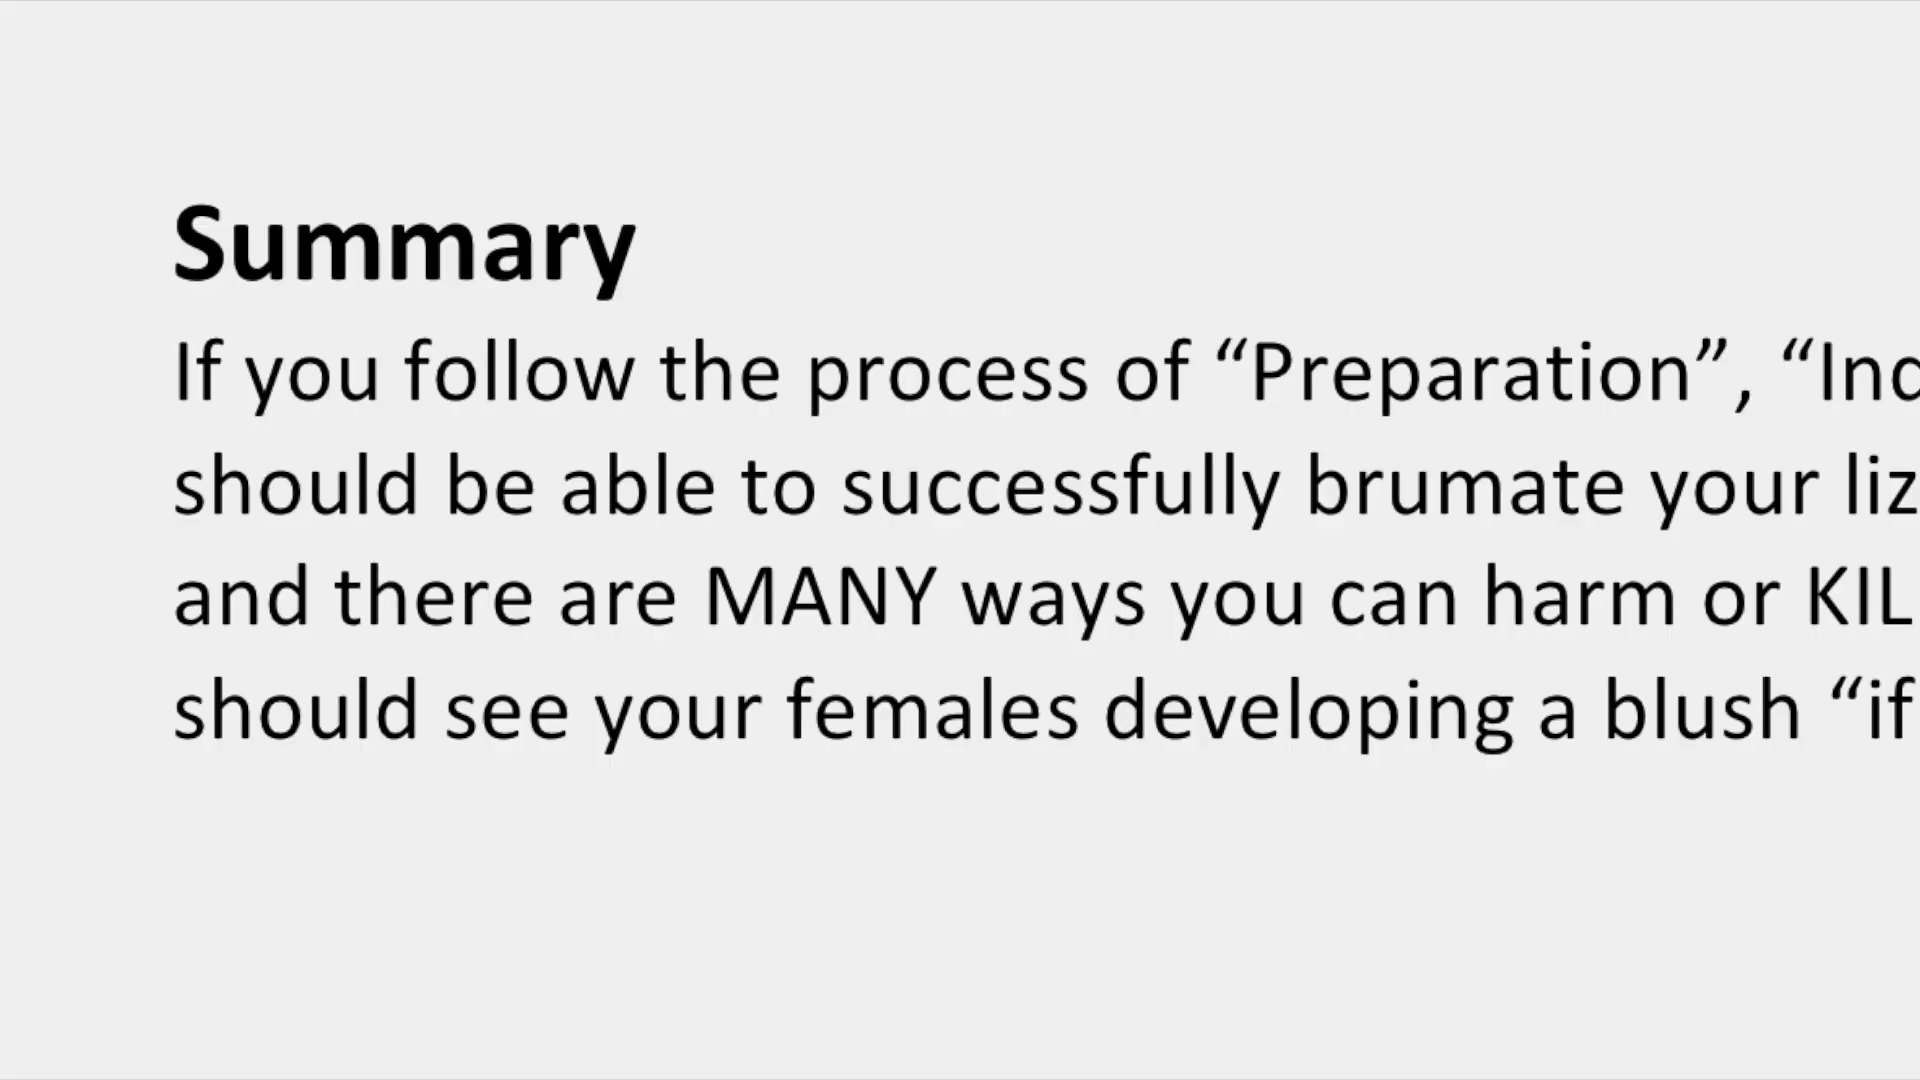 Summary
If you follow the process of “Preparation”, “Inc
should be able to successfully brumate your liz
and there are MANY ways you can harm or KIL
should see your females developing a blush “if